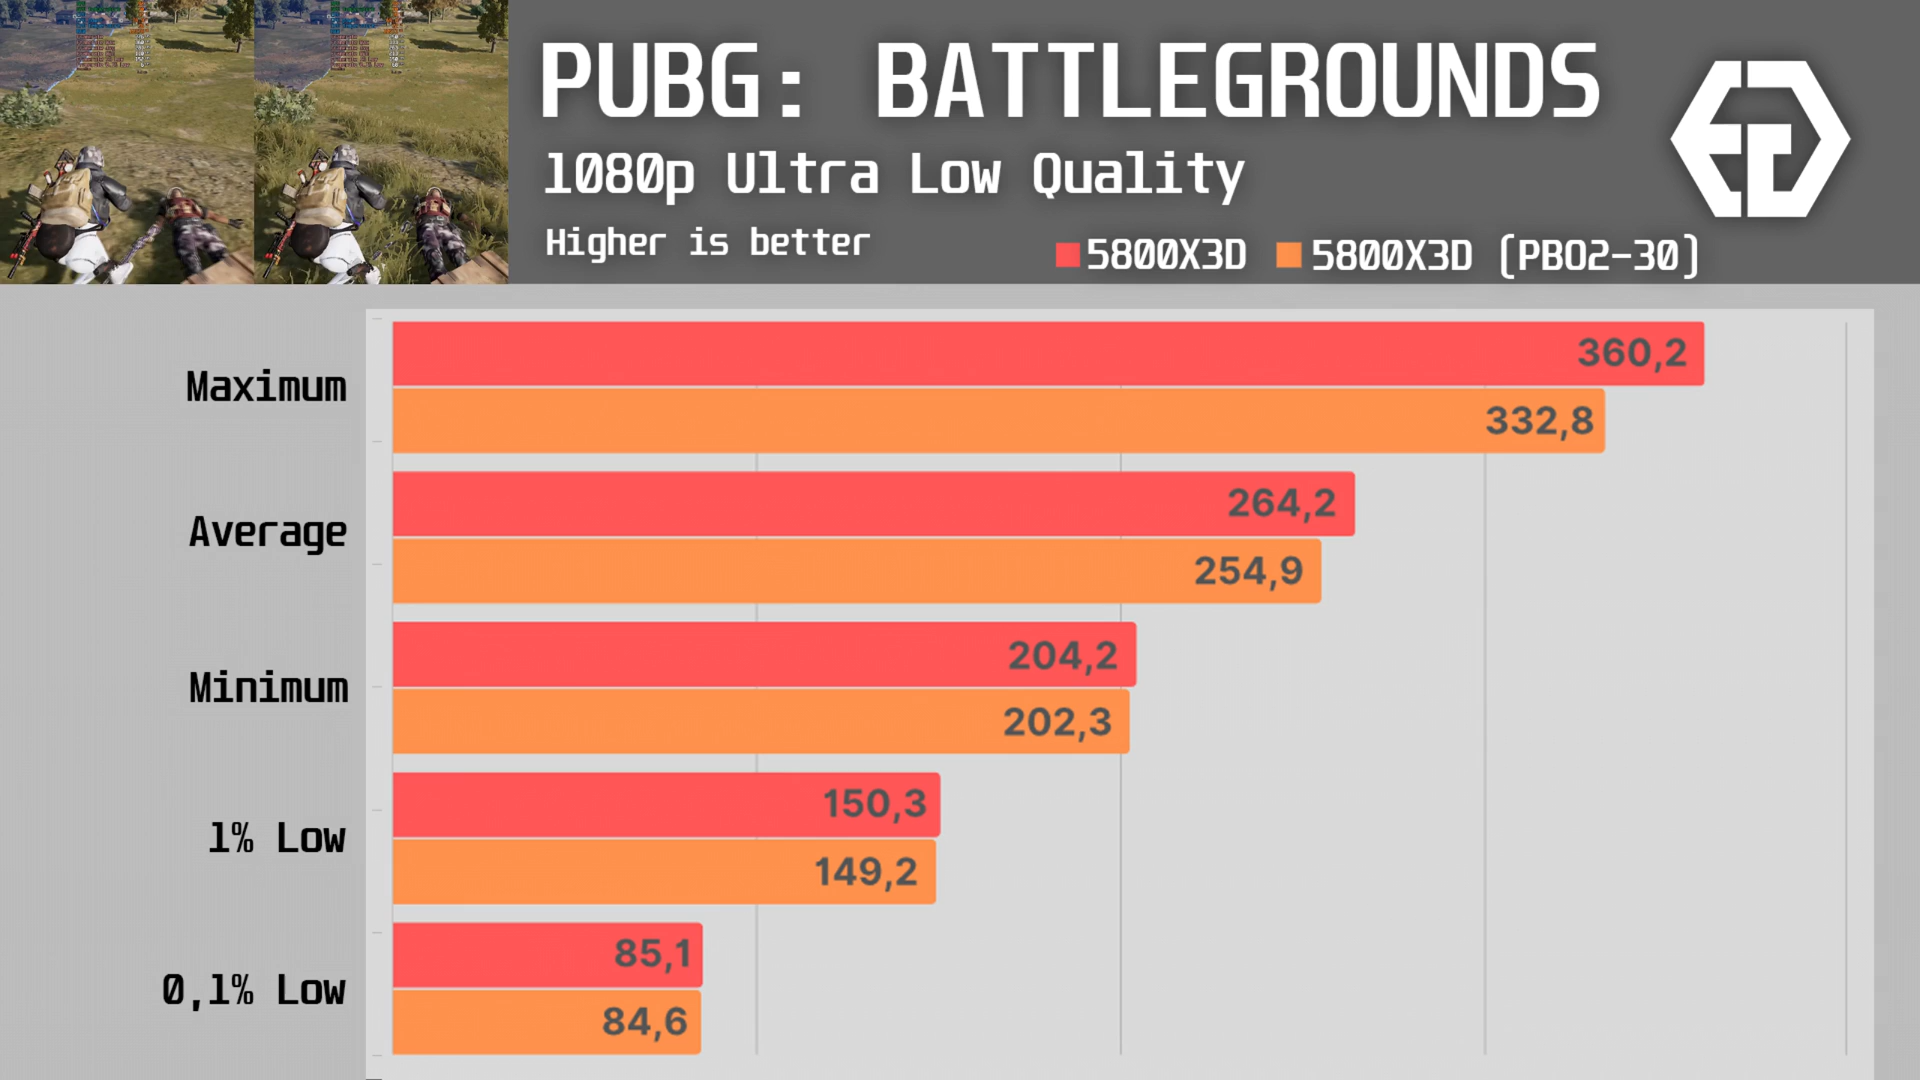 PUBG: BATTLEGROUNDS
1080p Ultra Low Quality
Higher is better
5800X3D
5800X3D (PBO2-30)
Maximum
360,2
332,8
Average
264,2
254,9
Minimum
204,2
202,3
1% Low
150,3
149,2
0,1% Low
85,1
84,6